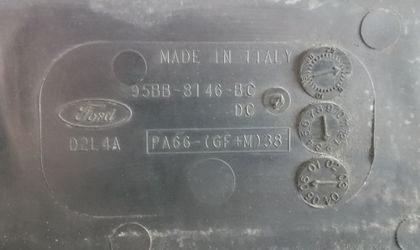 MADE IN ITALY
95BB-8146-BC
DC
Ford
D2L4A
PA66-(GF+M)38